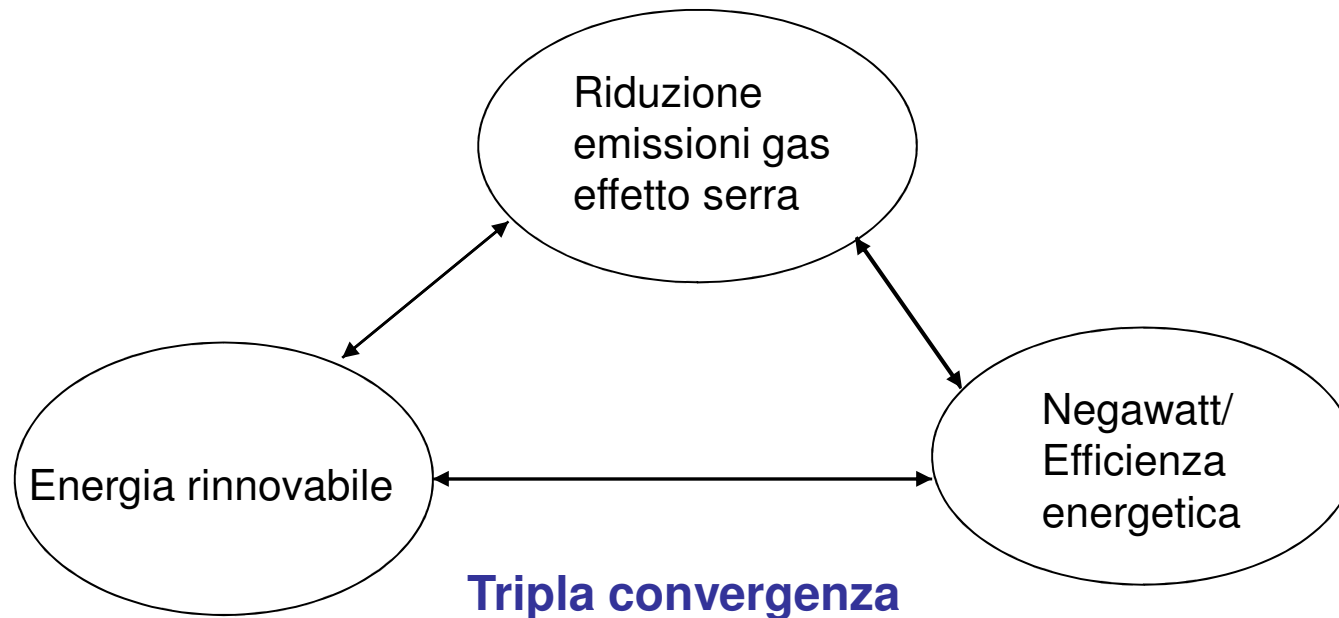 Riduzione
emissioni gas
effetto serra
Energia rinnovabile
Negawatt/
Efficienza
energetica
Tripla convergenza